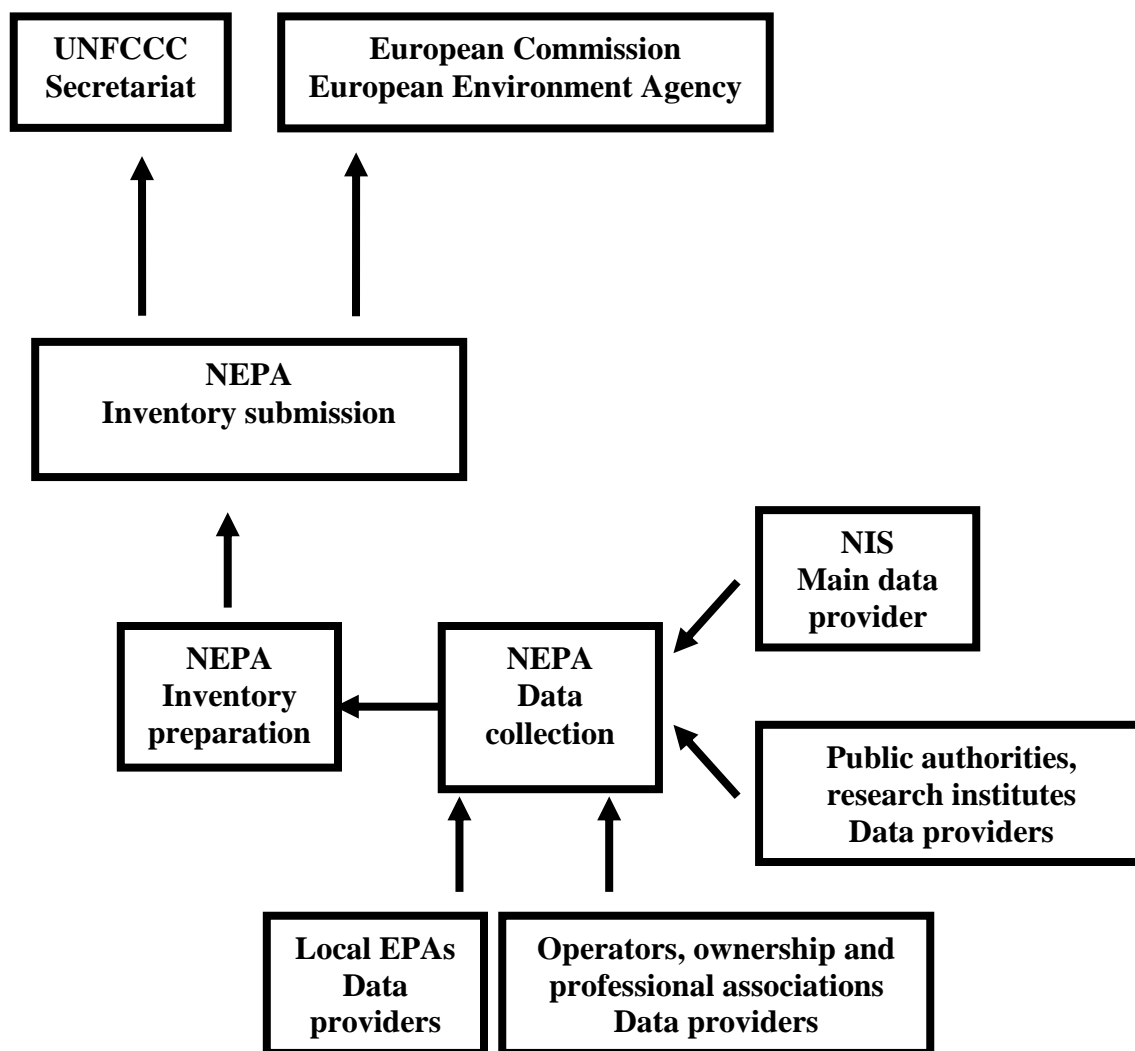 UNFCCC
Secretariat
European Commission
European Environment Agency
NEPA
Inventory submission
NIS
Main data
provider
NEPA
Inventory
preparation
NEPA
Data
collection
Public authorities,
research institutes
Data providers
Local EPAs
Data
providers
Operators, ownership and
professional associations
Data providers